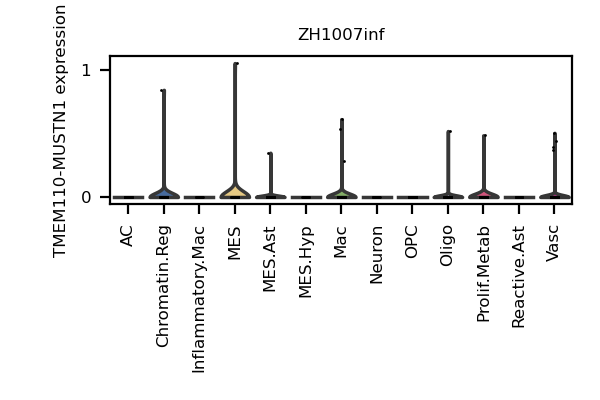 ZH1007inf
TMEM110-MUSTN1 expression
1
0
AC
Chromatin.Reg
Inflammatory.Mac
MES
MES.Ast
MES.Hyp
Mac
Neuron
OPC
Oligo
Prolif.Metab
Reactive.Ast
Vasc